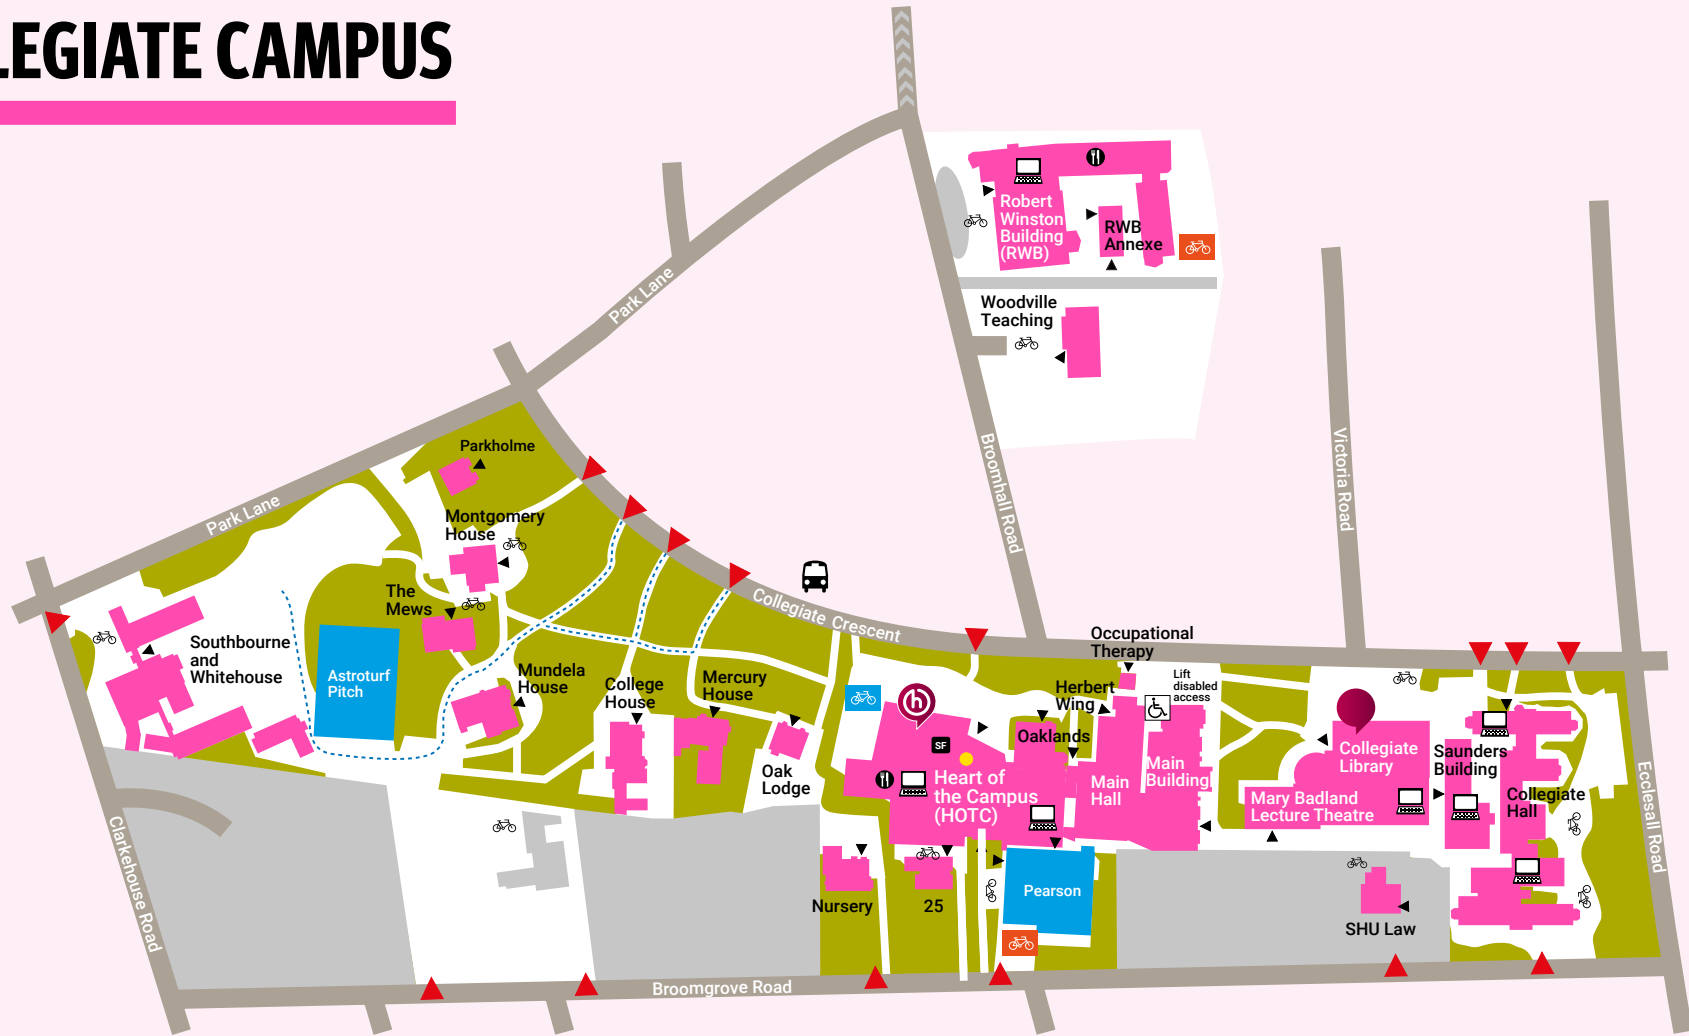 LEGIATE CAMPUS
Park Lane
Robert
Winston
Building
(RWB)
RWB
Annexe
Woodville
Teaching
Broomhall Road
Victoria Road
Parkholme
Park Lane
Montgomery
House
The
Mews
Southbourne
and
Whitehouse
Astroturf
Pitch
Mundela
House
College
House
Mercury
House
Oak
Lodge
Collegiate Crescent
Occupational
Therapy
Lift
disabled
access
Herbert
Wing
Oaklands
h
SF
Heart of
the Campus
(HOTC)
Main
Hall
Main
Building
Collegiate
Library
Mary Badland
Lecture Theatre
Saunders
Building
Collegiate
Hall
Ecclesall Road
Clarkehouse Road
Nursery
25
Pearson
SHU Law
Broomgrove Road